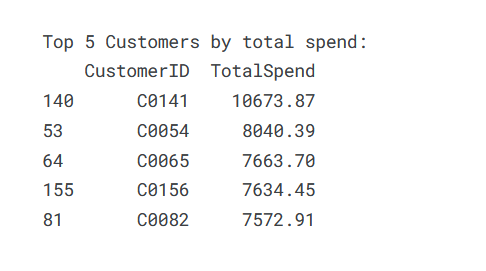 Top 5 Customers by total spend:
CustomerID TotalSpend
140 C0141 10673.87
53 C0054 8040.39
64 C0065 7663.70
155 C0156 7634.45
81 C0082 7572.91